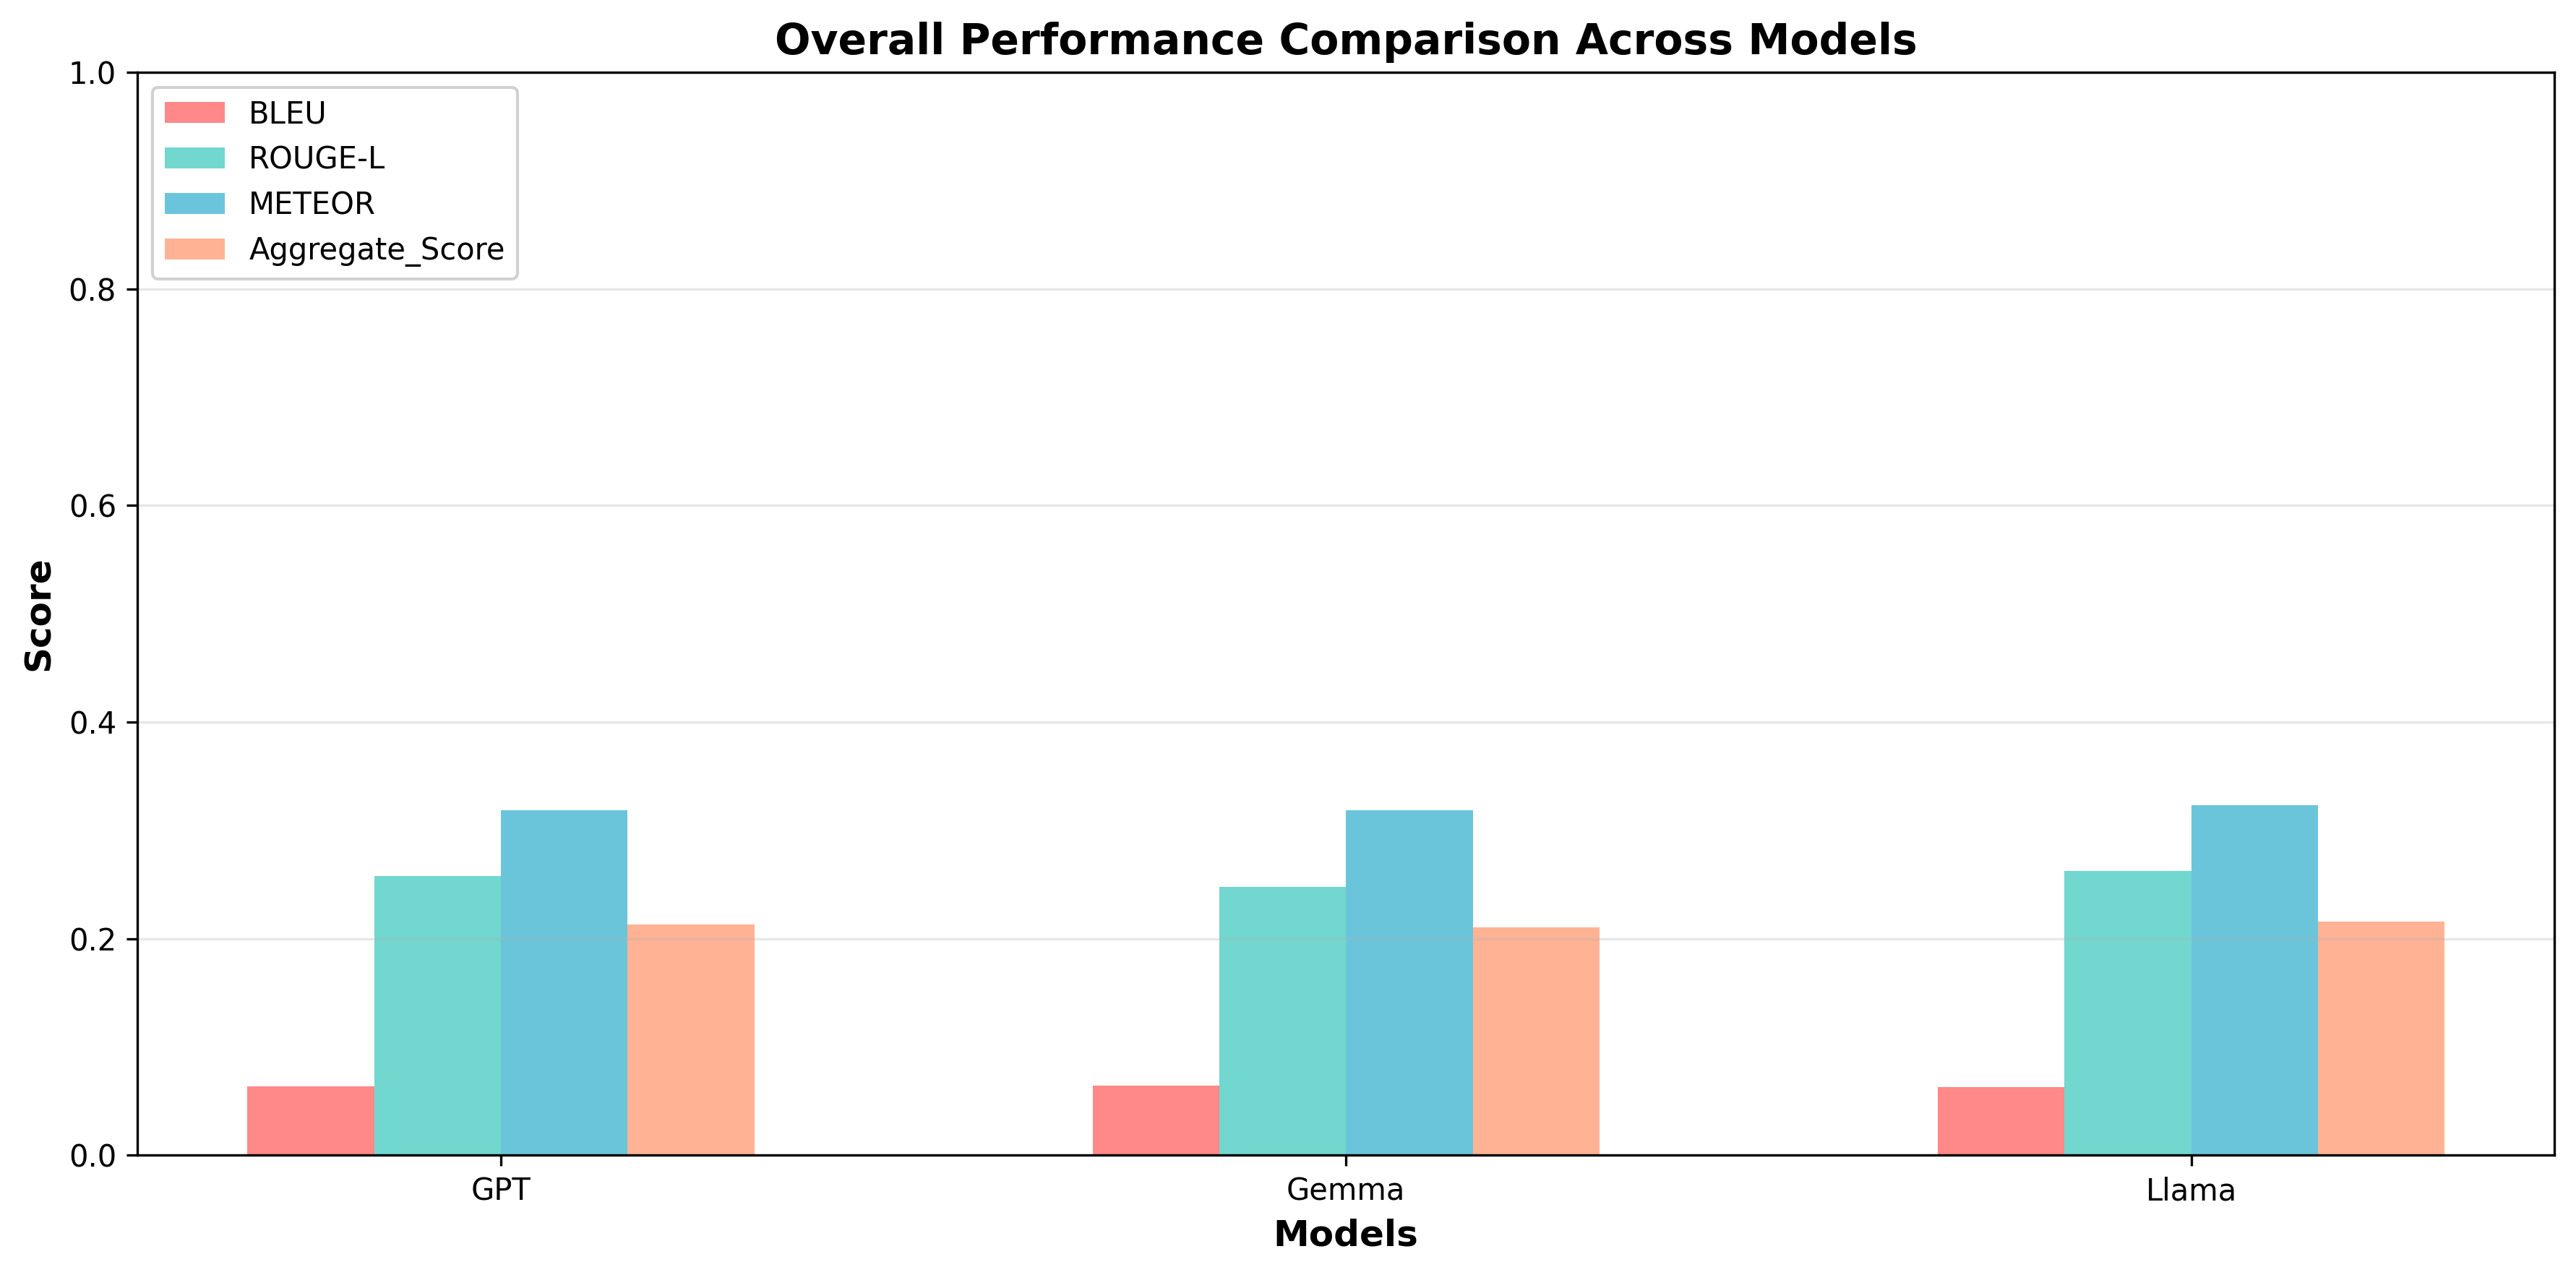 Overall Performance Comparison Across Models
1.0
0.8
0.6
0.4
0.2
0.0
Score
BLEU
ROUGE-L
METEOR
Aggregate_Score
GPT
Gemma
Llama
Models